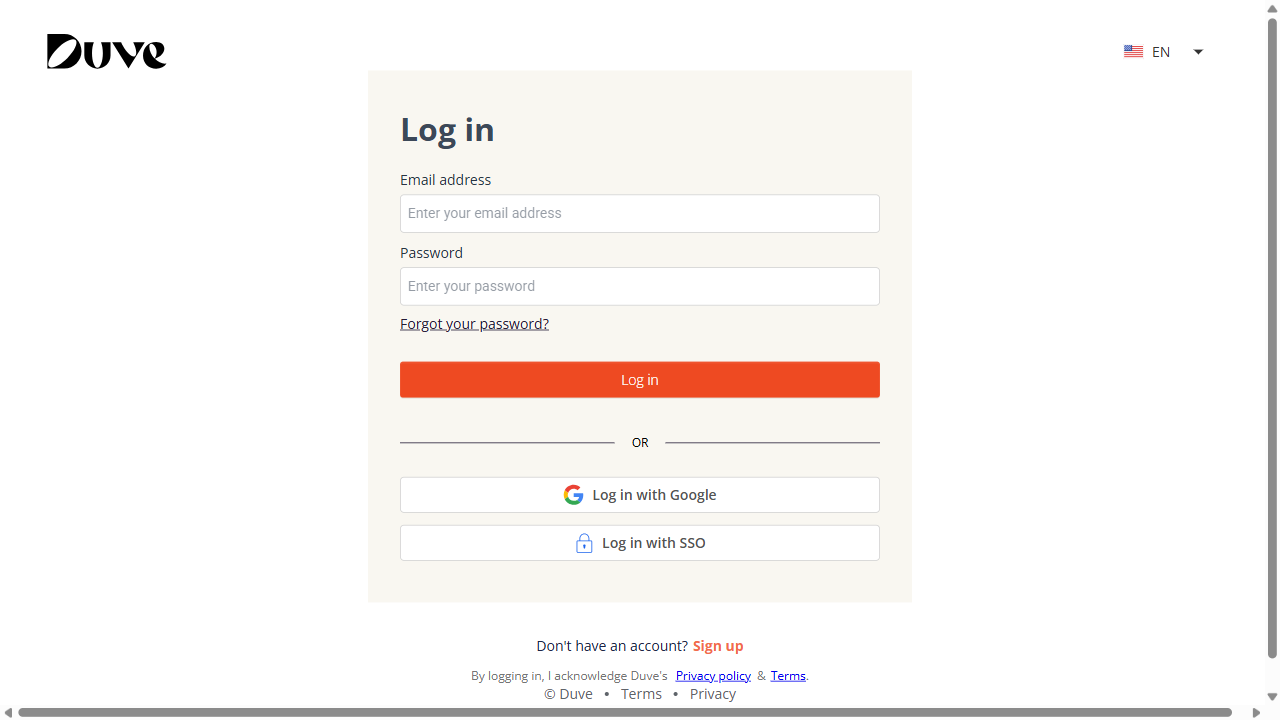 Duve
EN
Log in
Email address
Enter your email address
Password
Enter your password
Forgot your password?
Log in
OR
Log in with Google
Log in with SSO
Don't have an account? Sign up
By logging in, I acknowledge Duve's Privacy policy & Terms.
© Duve • Terms • Privacy